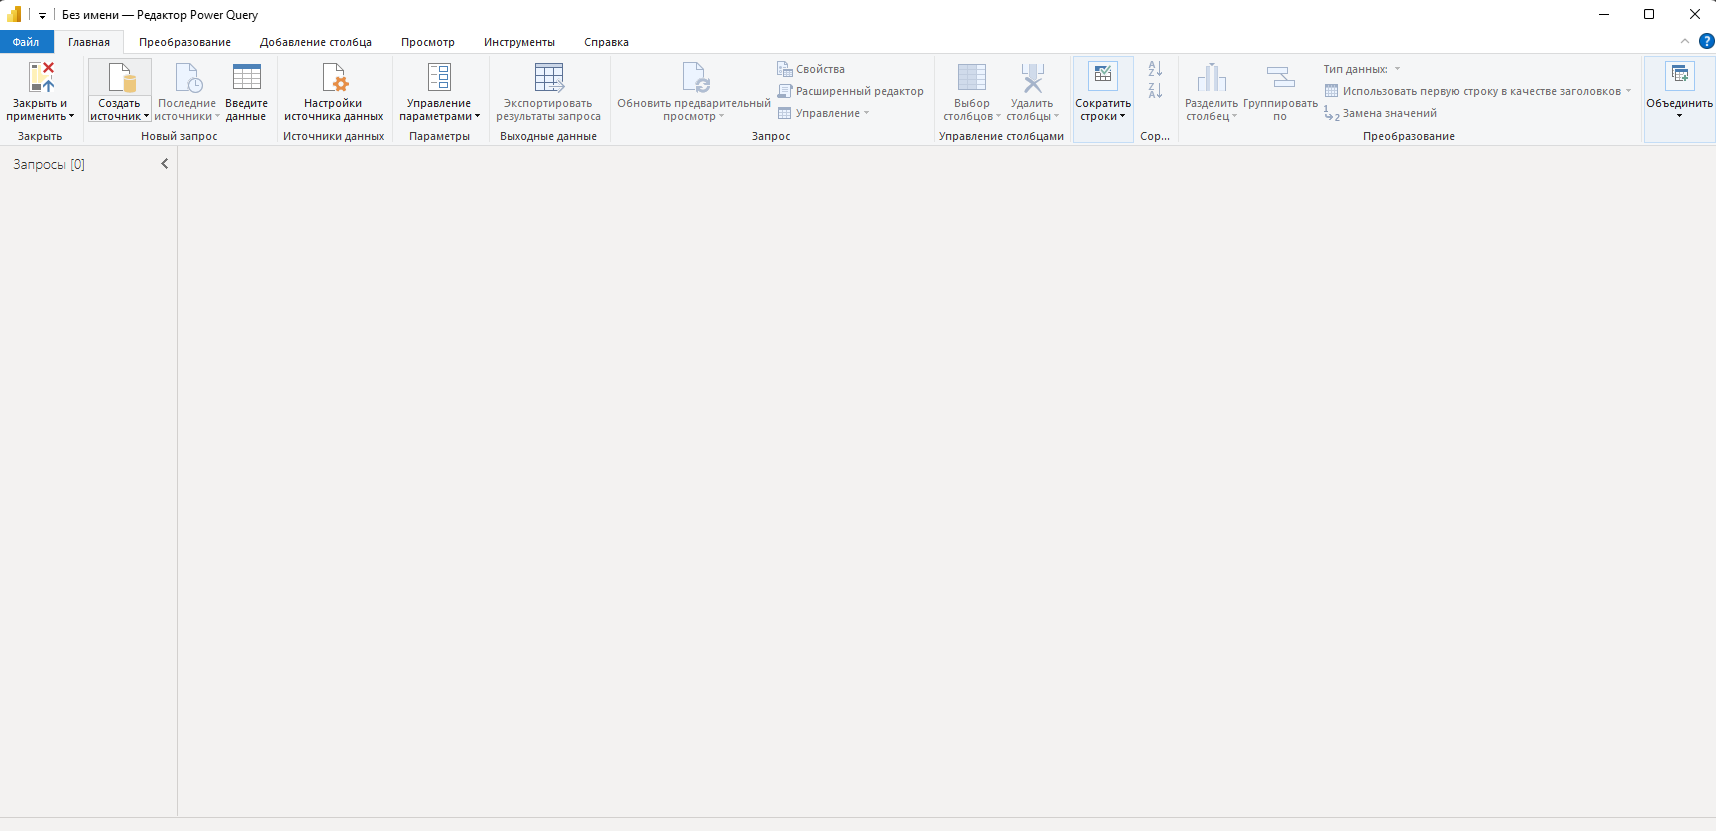 Без имени — Редактор Power Query
Файл Главная Преобразование Добавление столбца Просмотр Инструменты Справка
Закрыть и применить
Закрыть
Создать источник
Последние источники
Введите данные
Новый запрос
Настройки источника данных
Источники данных
Управление параметрами
Параметры
Экспортировать результаты запроса
Выходные данные
Обновить предварительный просмотр
Свойства
Расширенный редактор
Управление
Запрос
Выбор столбцов
Удалить столбцы
Управление столбцами
Сократить строки
A Z
Z A
Сор...
Разделить столбец
Группировать по
Тип данных:
Использовать первую строку в качестве заголовков
1 2 Замена значений
Преобразование
Объединить
?
Запросы [0]